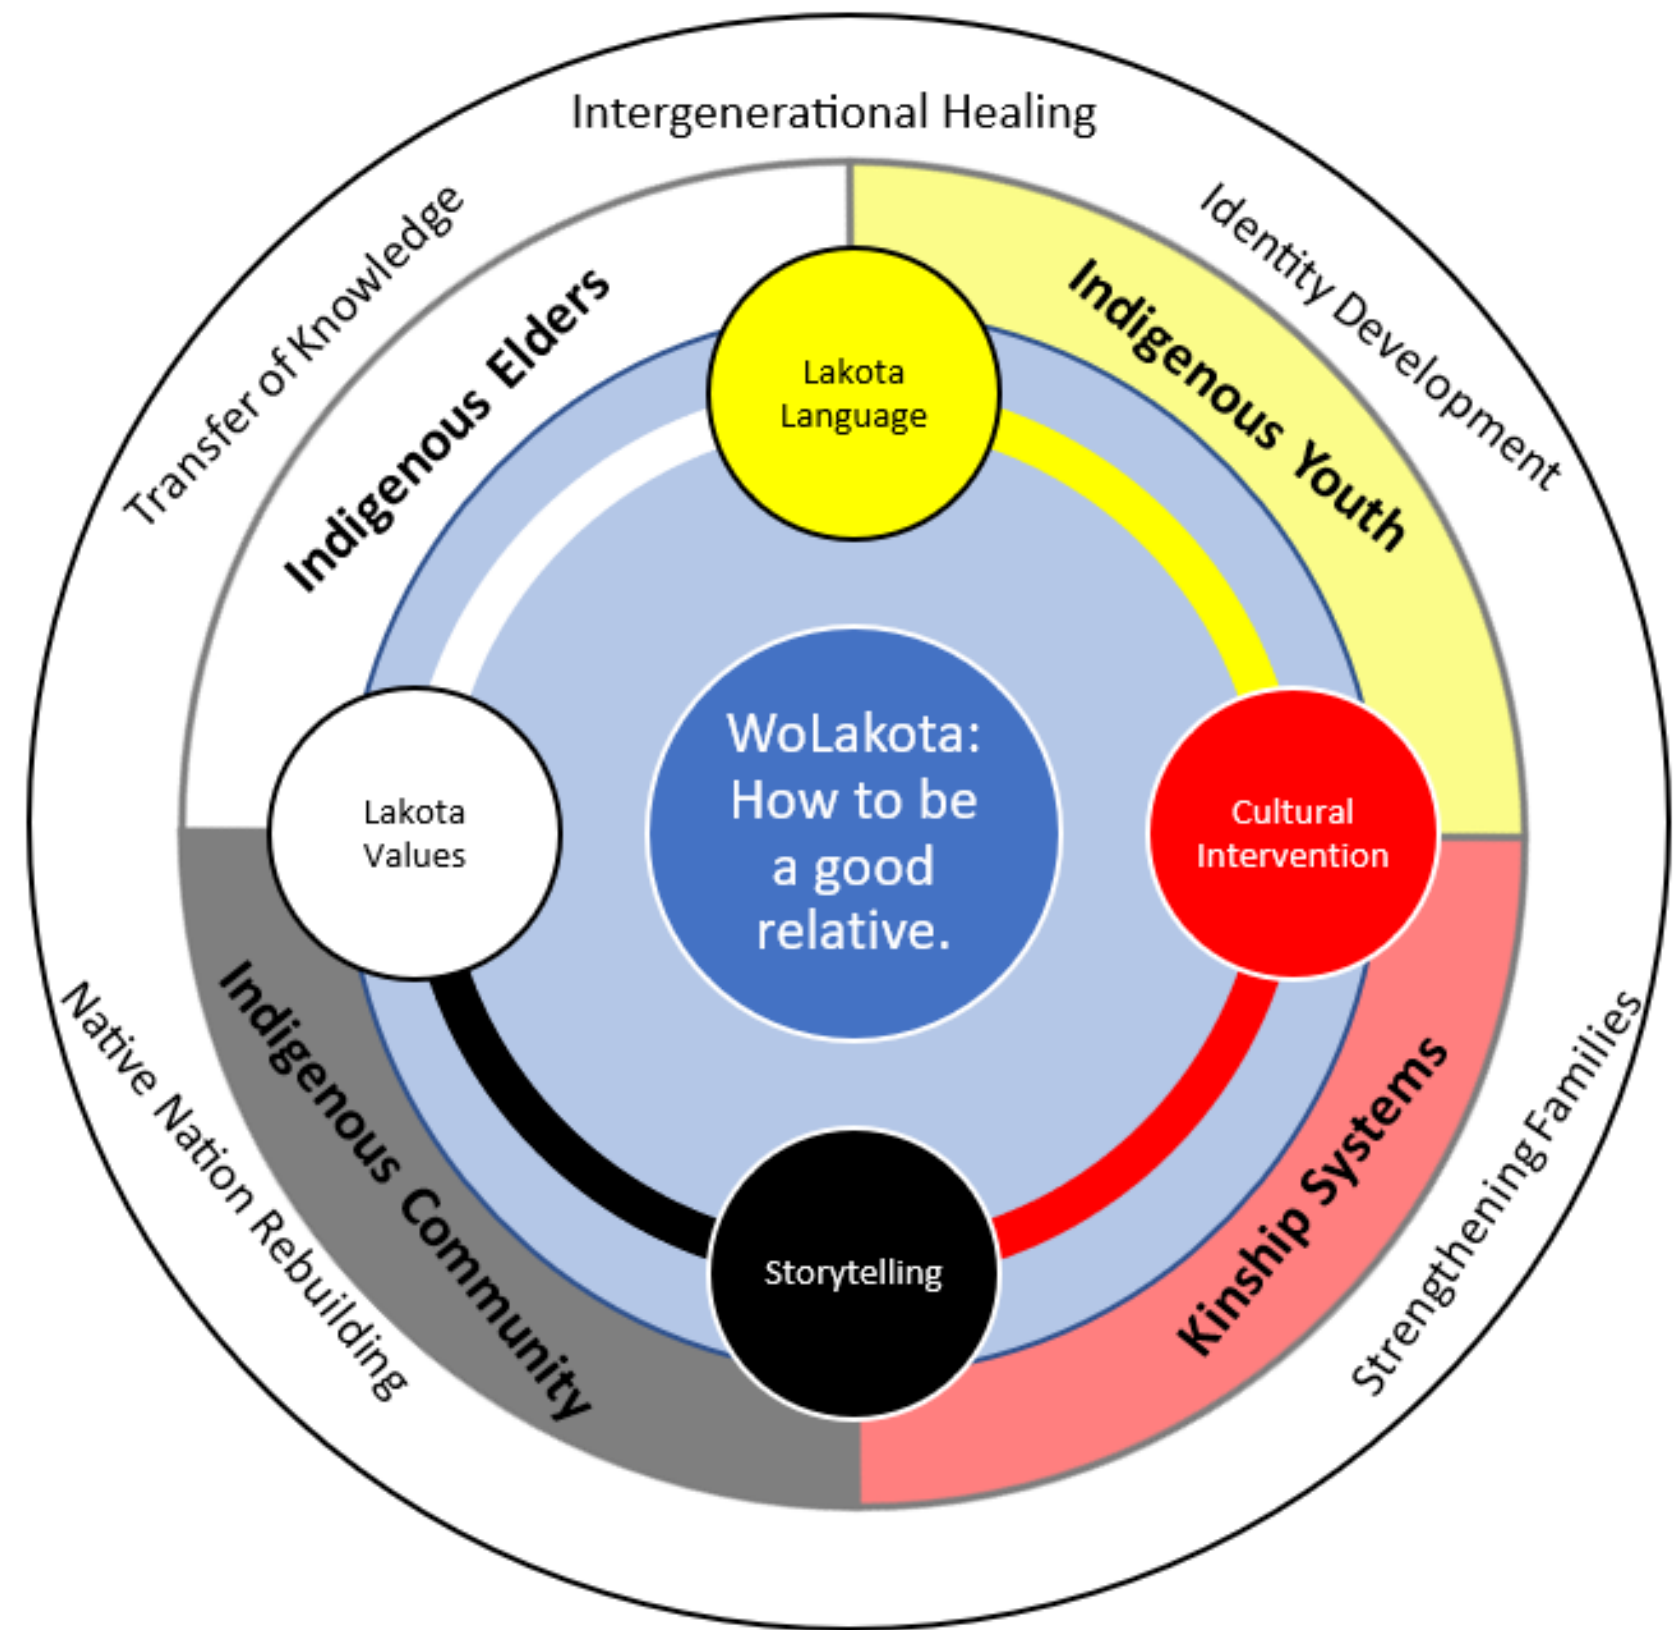 Intergenerational Healing
Transfer of Knowledge
Identity Development
Indigenous Elders
Indigenous Youth
Lakota
Language
WoLakota:
How to be
a good
relative.
Lakota
Values
Cultural
Intervention
Storytelling
Indigenous Community
Kinship Systems
Native Nation Rebuilding
Strengthening Families